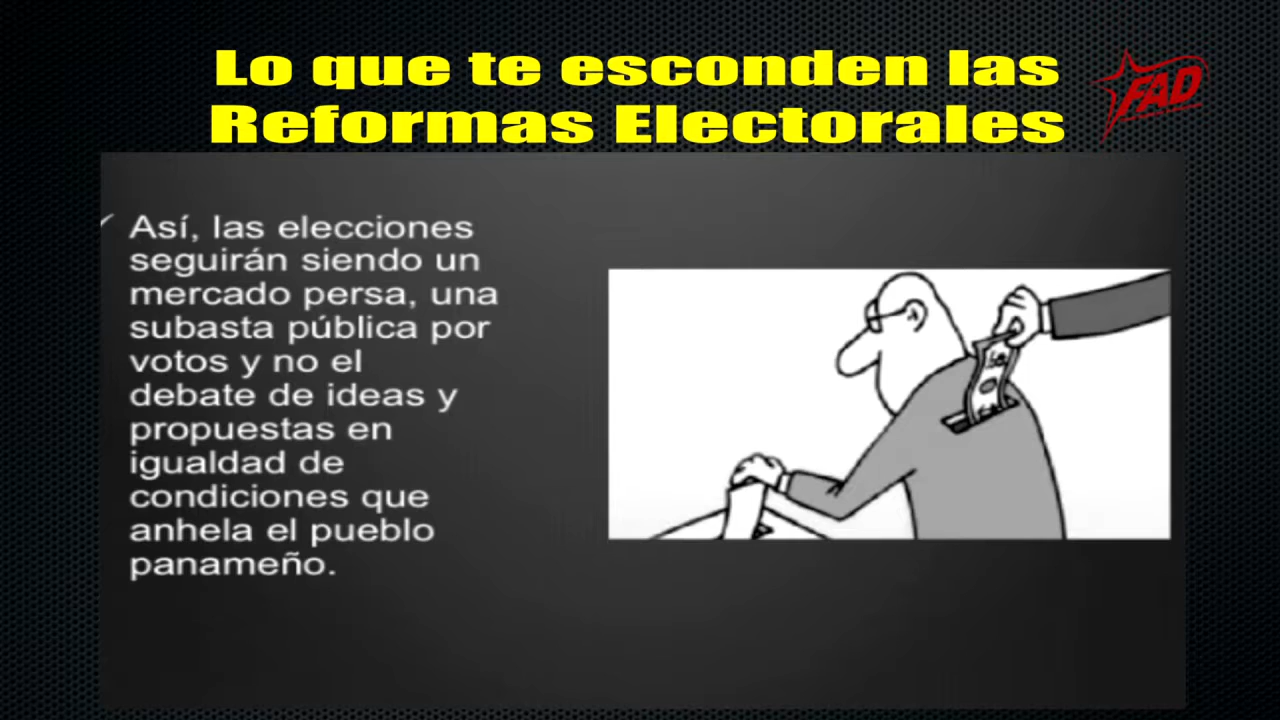 Lo que te esconden las
Reformas Electorales
FAD
✓ Así, las elecciones
seguirán siendo un
mercado persa, una
subasta pública por
votos y no el
debate de ideas y
propuestas en
igualdad de
condiciones que
anhela el pueblo
panameño.